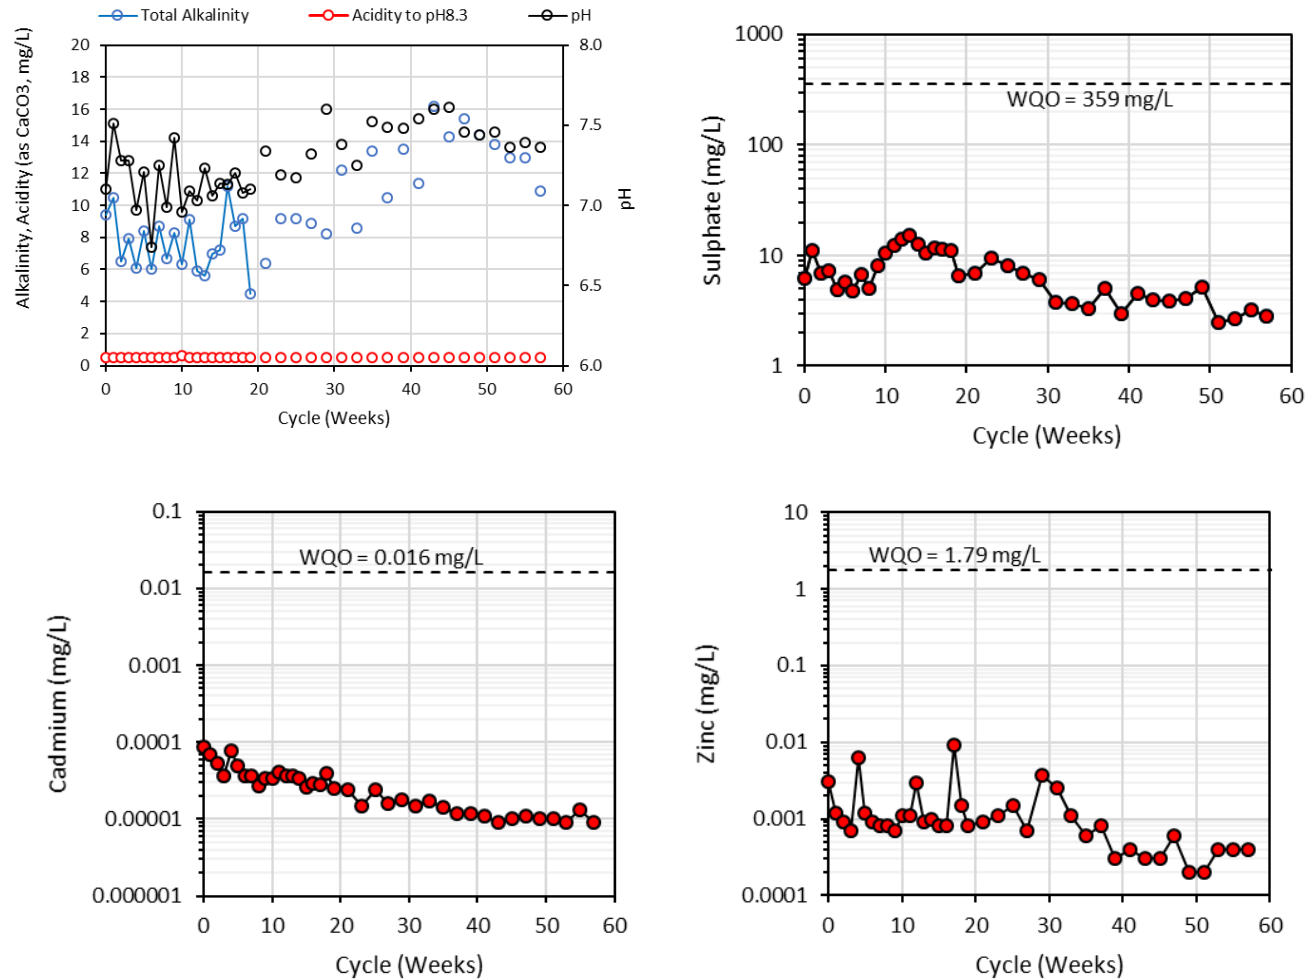 Total Alkalinity
Acidity to pH8.3
pH
Alkalinity, Acidity (as CaCO3, mg/L)
20
18
16
14
12
10
8
6
4
2
0
8.0
7.5
7.0
6.5
6.0
pH
0 10 20 30 40 50 60
Cycle (Weeks)
Sulphate (mg/L)
1000
100
10
1
WQO = 359 mg/L
0 10 20 30 40 50 60
Cycle (Weeks)
Cadmium (mg/L)
0.1
0.01
0.001
0.0001
0.00001
0.000001
WQO = 0.016 mg/L
0 10 20 30 40 50 60
Cycle (Weeks)
Zinc (mg/L)
10
1
0.1
0.01
0.001
0.0001
WQO = 1.79 mg/L
0 10 20 30 40 50 60
Cycle (Weeks)